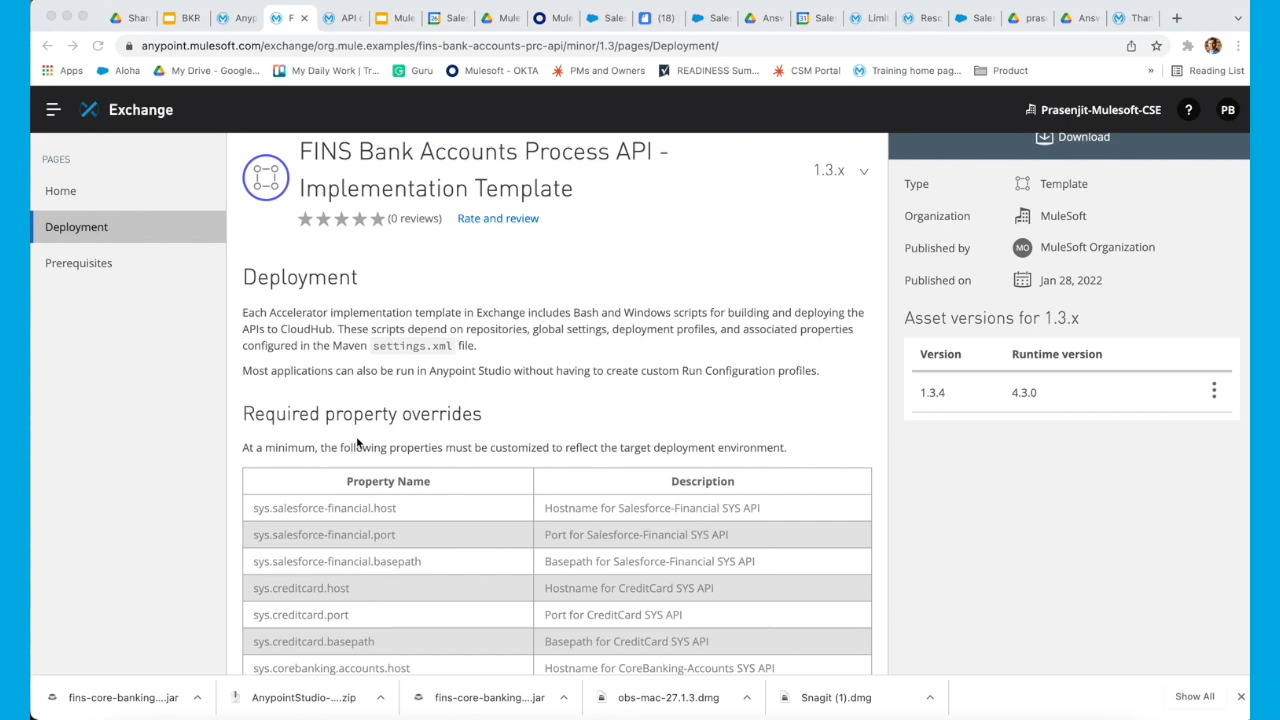 Shar
BKR
Anyp
F
API c
Mule
Sales
Mule
Mule
Sales
(18)
Sales
Answ
Sales
Limit
Reso
Sales
pras
Answ
Than
anypoint.mulesoft.com/exchange/org.mule.examples/fins-bank-accounts-prc-api/minor/1.3/pages/Deployment/
Apps
Aloha
My Drive - Google...
My Daily Work | Tr...
Guru
Mulesoft - OKTA
PMs and Owners
READINESS Sum...
CSM Portal
Training home pag...
Product
»
Reading List
Exchange
Prasenjit-Mulesoft-CSE
?
PB
PAGES
Home
Deployment
Prerequisites
FINS Bank Accounts Process API -
Implementation Template
1.3.x
(0 reviews)
Rate and review
Deployment
Each Accelerator implementation template in Exchange includes Bash and Windows scripts for building and deploying the
APIs to CloudHub. These scripts depend on repositories, global settings, deployment profiles, and associated properties
configured in the Maven settings.xml file.
Most applications can also be run in Anypoint Studio without having to create custom Run Configuration profiles.
Required property overrides
At a minimum, the following properties must be customized to reflect the target deployment environment.
Property Name Description
sys.salesforce-financial.host Hostname for Salesforce-Financial SYS API
sys.salesforce-financial.port Port for Salesforce-Financial SYS API
sys.salesforce-financial.basepath Basepath for Salesforce-Financial SYS API
sys.creditcard.host Hostname for CreditCard SYS API
sys.creditcard.port Port for CreditCard SYS API
sys.creditcard.basepath Basepath for CreditCard SYS API
sys.corebanking.accounts.host Hostname for CoreBanking-Accounts SYS API
Download
Type Template
Organization MuleSoft
Published by MO MuleSoft Organization
Published on Jan 28, 2022
Asset versions for 1.3.x
Version Runtime version
1.3.4 4.3.0
fins-core-banking....jar
AnypointStudio-....zip
fins-core-banking....jar
obs-mac-27.1.3.dmg
Snagit (1).dmg
Show All